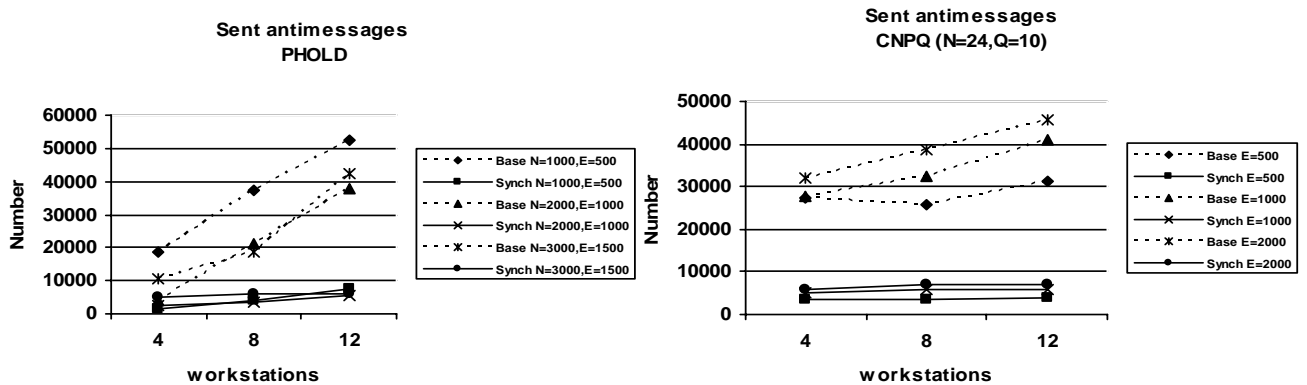 Sent antimessages
PHOLD
60000
50000
40000
30000
20000
10000
0
Number
4 8 12
workstations
Base N=1000,E=500
Synch N=1000,E=500
Base N=2000,E=1000
Synch N=2000,E=1000
Base N=3000,E=1500
Synch N=3000,E=1500
Sent antimessages
CNPQ (N=24,Q=10)
50000
40000
30000
20000
10000
0
Number
4 8 12
workstations
Base E=500
Synch E=500
Base E=1000
Synch E=1000
Base E=2000
Synch E=2000